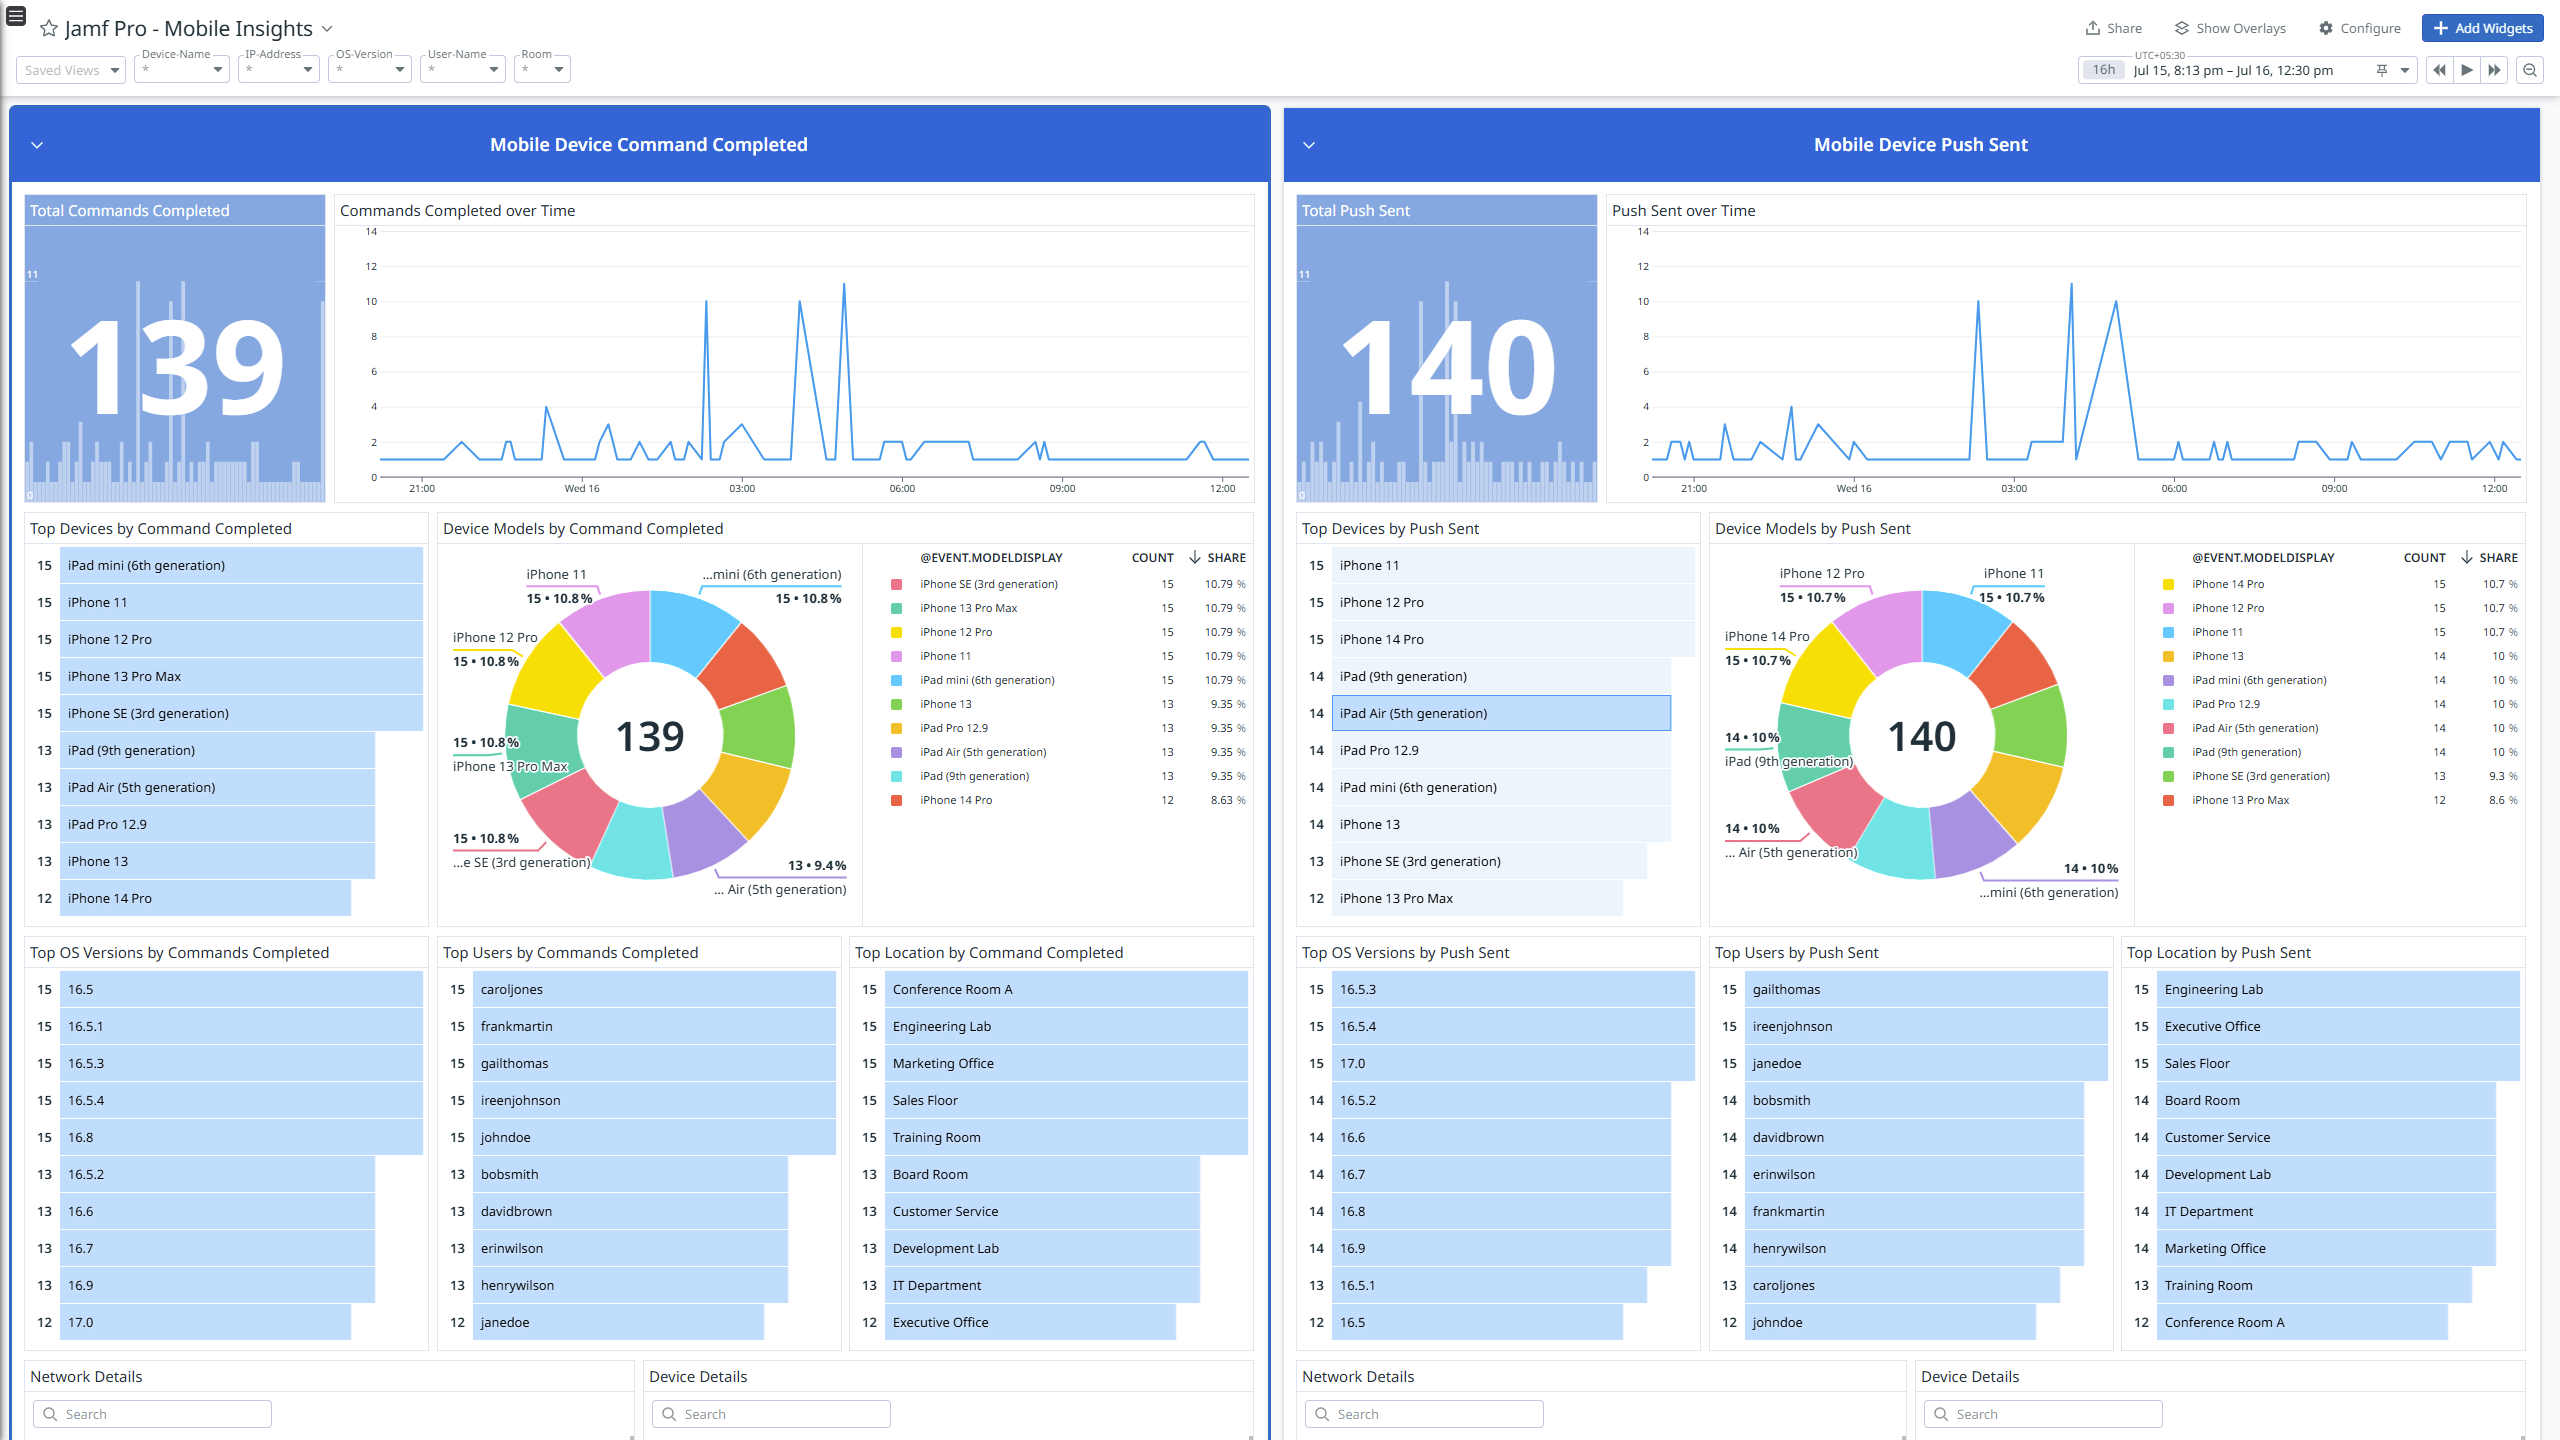 Jamf Pro - Mobile Insights
Share
Show Overlays
Configure
+ Add Widgets
Saved Views
Device-Name
*
IP-Address
*
OS-Version
*
User-Name
*
Room
*
UTC+05:30
16h
Jul 15, 8:13 pm – Jul 16, 12:30 pm
Mobile Device Command Completed
Total Commands Completed
11
139
0
Commands Completed over Time
14
12
10
8
6
4
2
0
21:00 Wed 16 03:00 06:00 09:00 12:00
Top Devices by Command Completed
15 iPad mini (6th generation)
15 iPhone 11
15 iPhone 12 Pro
15 iPhone 13 Pro Max
15 iPhone SE (3rd generation)
13 iPad (9th generation)
13 iPad Air (5th generation)
13 iPad Pro 12.9
13 iPhone 13
12 iPhone 14 Pro
Device Models by Command Completed
iPhone 11
15 • 10.8%
...mini (6th generation)
15 • 10.8%
iPhone 12 Pro
15 • 10.8%
15 • 10.8%
iPhone 13 Pro Max
15 • 10.8%
...e SE (3rd generation)
13 • 9.4%
... Air (5th generation)
139
@EVENT.MODELDISPLAY COUNT SHARE
iPhone SE (3rd generation) 15 10.79 %
iPhone 13 Pro Max 15 10.79 %
iPhone 12 Pro 15 10.79 %
iPhone 11 15 10.79 %
iPad mini (6th generation) 15 10.79 %
iPhone 13 13 9.35 %
iPad Pro 12.9 13 9.35 %
iPad Air (5th generation) 13 9.35 %
iPad (9th generation) 13 9.35 %
iPhone 14 Pro 12 8.63 %
Top OS Versions by Commands Completed
15 16.5
15 16.5.1
15 16.5.3
15 16.5.4
15 16.8
13 16.5.2
13 16.6
13 16.7
13 16.9
12 17.0
Top Users by Commands Completed
15 caroljones
15 frankmartin
15 gailthomas
15 ireenjohnson
15 johndoe
13 bobsmith
13 davidbrown
13 erinwilson
13 henrywilson
12 janedoe
Top Location by Command Completed
15 Conference Room A
15 Engineering Lab
15 Marketing Office
15 Sales Floor
15 Training Room
13 Board Room
13 Customer Service
13 Development Lab
13 IT Department
12 Executive Office
Network Details
Search
Device Details
Search
Mobile Device Push Sent
Total Push Sent
11
140
0
Push Sent over Time
14
12
10
8
6
4
2
0
21:00 Wed 16 03:00 06:00 09:00 12:00
Top Devices by Push Sent
15 iPhone 11
15 iPhone 12 Pro
15 iPhone 14 Pro
14 iPad (9th generation)
14 iPad Air (5th generation)
14 iPad Pro 12.9
14 iPad mini (6th generation)
14 iPhone 13
13 iPhone SE (3rd generation)
12 iPhone 13 Pro Max
Device Models by Push Sent
iPhone 12 Pro
15 • 10.7%
iPhone 11
15 • 10.7%
iPhone 14 Pro
15 • 10.7%
14 • 10%
iPad (9th generation)
14 • 10%
... Air (5th generation)
14 • 10%
...mini (6th generation)
140
@EVENT.MODELDISPLAY COUNT SHARE
iPhone 14 Pro 15 10.7 %
iPhone 12 Pro 15 10.7 %
iPhone 11 15 10.7 %
iPhone 13 14 10 %
iPad mini (6th generation) 14 10 %
iPad Pro 12.9 14 10 %
iPad Air (5th generation) 14 10 %
iPad (9th generation) 14 10 %
iPhone SE (3rd generation) 13 9.3 %
iPhone 13 Pro Max 12 8.6 %
Top OS Versions by Push Sent
15 16.5.3
15 16.5.4
15 17.0
14 16.5.2
14 16.6
14 16.7
14 16.8
14 16.9
13 16.5.1
12 16.5
Top Users by Push Sent
15 gailthomas
15 ireenjohnson
15 janedoe
14 bobsmith
14 davidbrown
14 erinwilson
14 frankmartin
14 henrywilson
13 caroljones
12 johndoe
Top Location by Push Sent
15 Engineering Lab
15 Executive Office
15 Sales Floor
14 Board Room
14 Customer Service
14 Development Lab
14 IT Department
14 Marketing Office
13 Training Room
12 Conference Room A
Network Details
Search
Device Details
Search